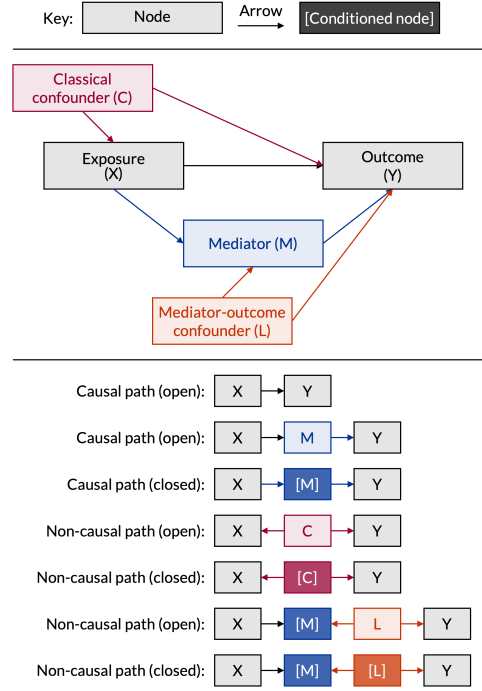 Key:
Node
Arrow
[Conditioned node]
Classical
confounder (C)
Exposure
(X)
Outcome
(Y)
Mediator (M)
Mediator-outcome
confounder (L)
Causal path (open): X Y
Causal path (open): X M Y
Causal path (closed): X [M] Y
Non-causal path (open): X C Y
Non-causal path (closed): X [C] Y
Non-causal path (open): X [M] L Y
Non-causal path (closed): X [M] [L] Y